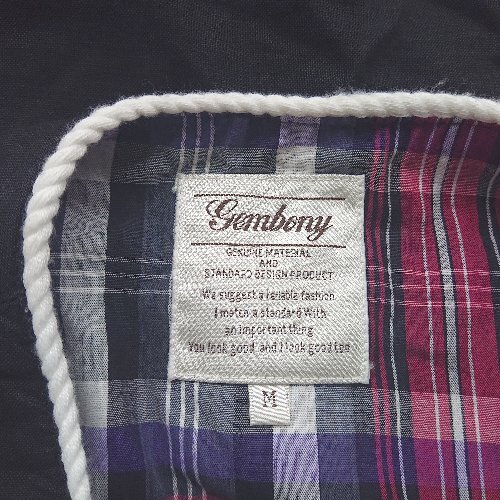 Gembony
GENUINE MATERIAL
AND
STANDARD DESIGN PRODUCT
We suggest a reliable fashion
I match a standard With
an important thing
You look good and I look good too
M